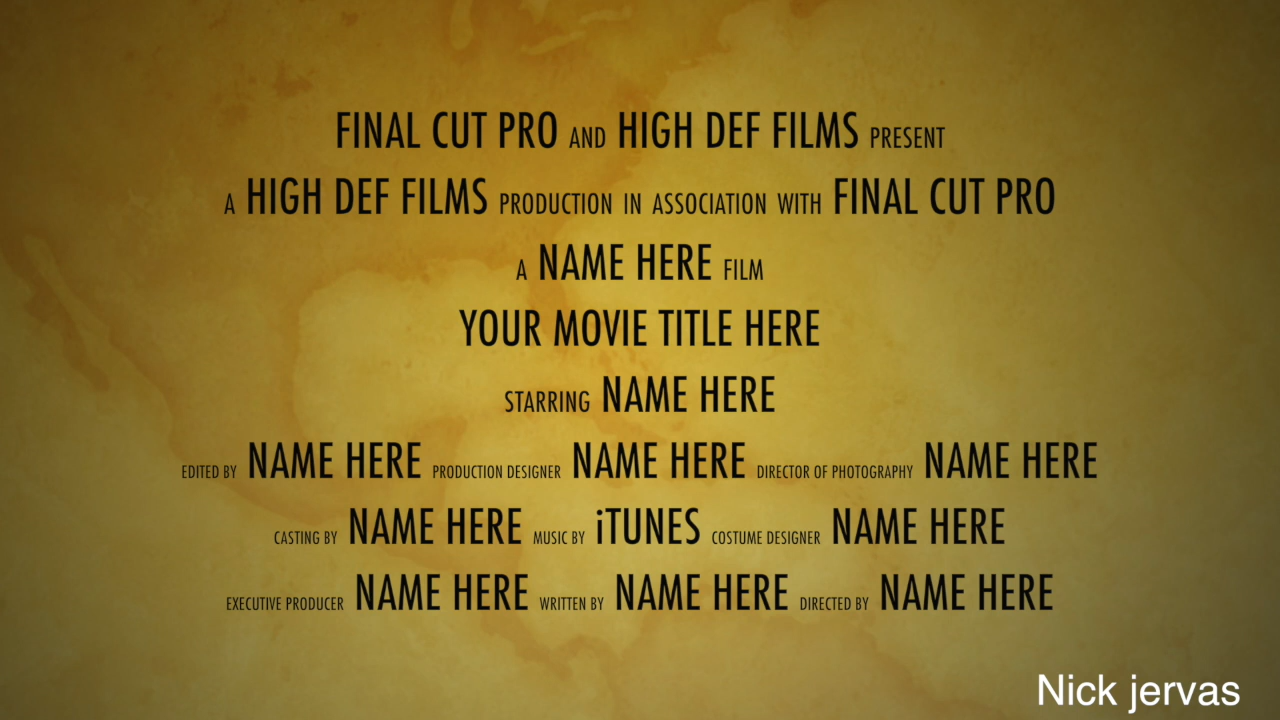 FINAL CUT PRO AND HIGH DEF FILMS PRESENT
A HIGH DEF FILMS PRODUCTION IN ASSOCIATION WITH FINAL CUT PRO
A NAME HERE FILM
YOUR MOVIE TITLE HERE
STARRING NAME HERE
EDITED BY NAME HERE PRODUCTION DESIGNER NAME HERE DIRECTOR OF PHOTOGRAPHY NAME HERE
CASTING BY NAME HERE MUSIC BY iTUNES COSTUME DESIGNER NAME HERE
EXECUTIVE PRODUCER NAME HERE WRITTEN BY NAME HERE DIRECTED BY NAME HERE
Nick jervas